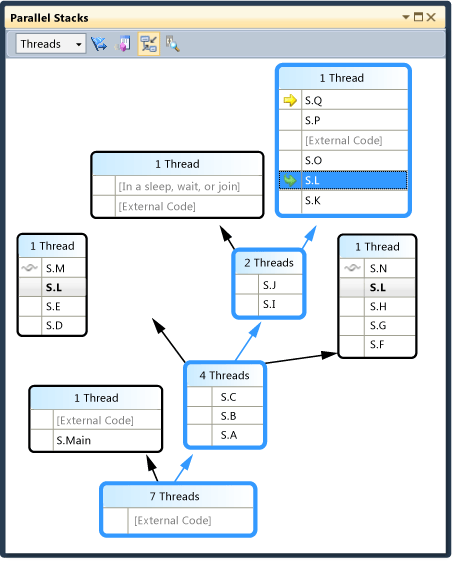 Parallel Stacks
Threads
1 Thread
S.Q
S.P
[External Code]
S.O
S.L
S.K
1 Thread
[In a sleep, wait, or join]
[External Code]
1 Thread
S.M
S.L
S.E
S.D
2 Threads
S.J
S.I
1 Thread
S.N
S.L
S.H
S.G
S.F
4 Threads
S.C
S.B
S.A
1 Thread
[External Code]
S.Main
7 Threads
[External Code]